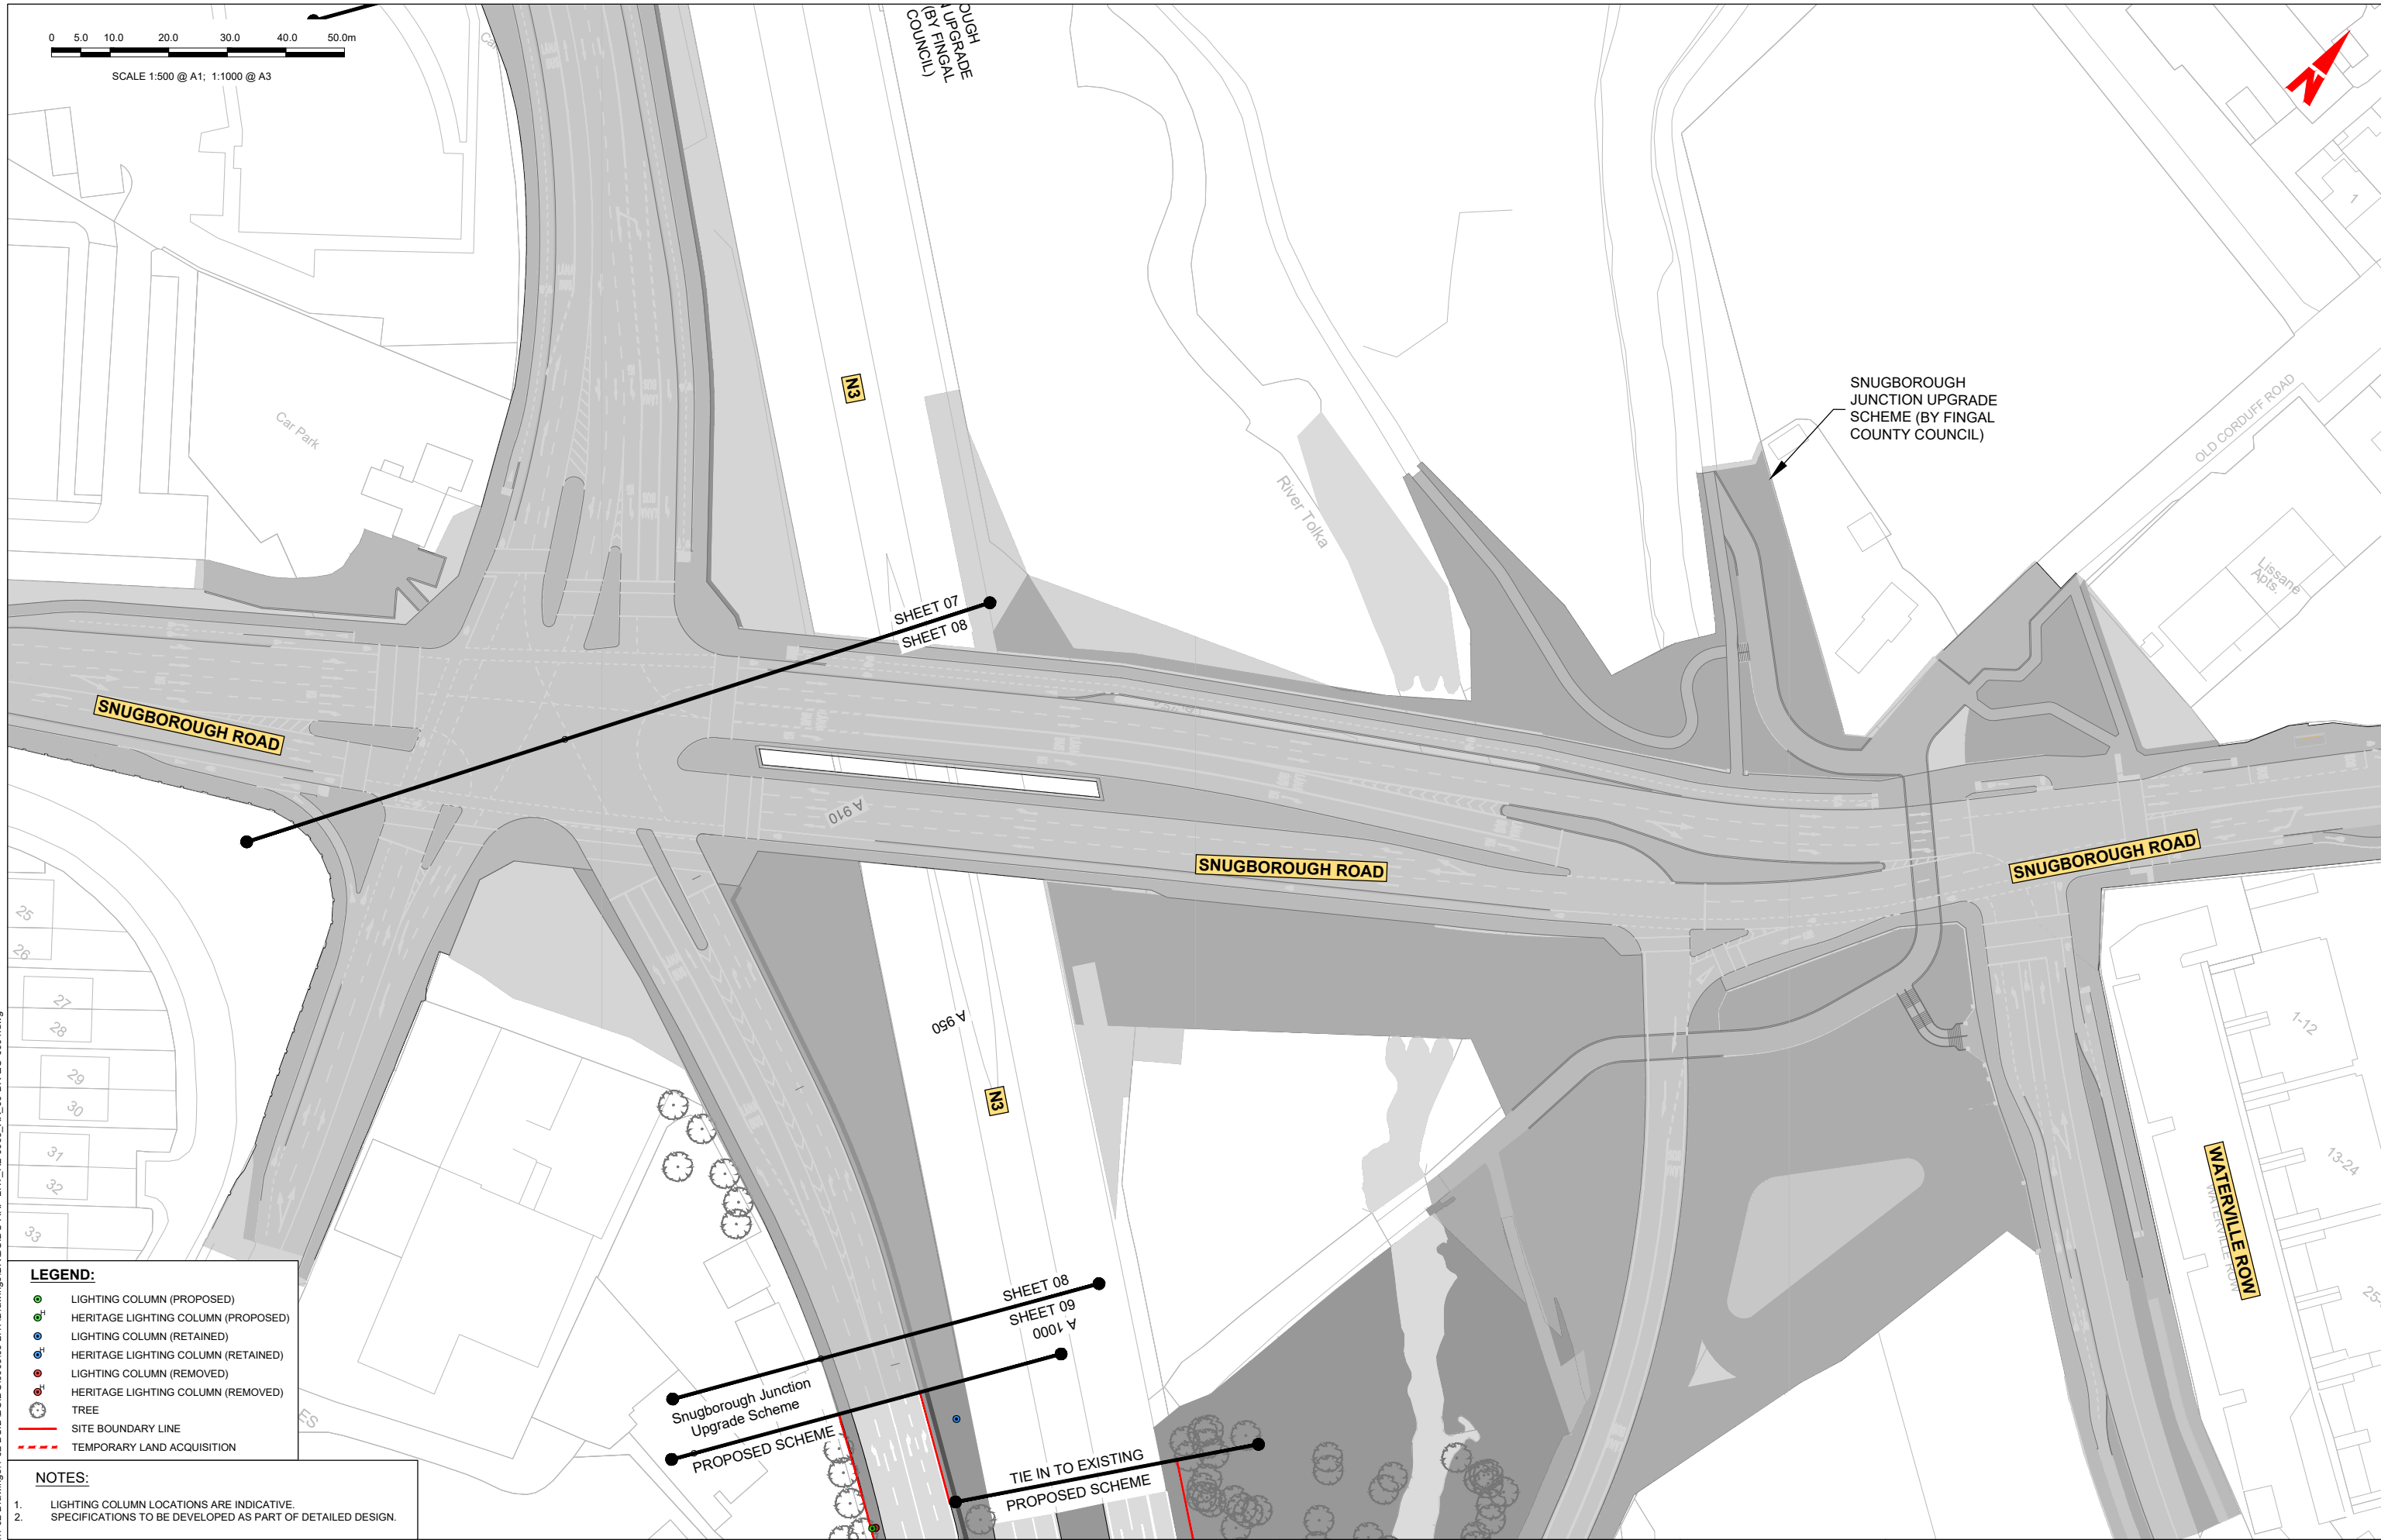 0 5.0 10.0 20.0 30.0 40.0 50.0m
SCALE 1:500 @ A1; 1:1000 @ A3
UPGRADE
(BY FINGAL
COUNCIL)
N
1
Car Park
N3
River Tolka
SNUGBOROUGH
JUNCTION UPGRADE
SCHEME (BY FINGAL
COUNTY COUNCIL)
OLD CORDUFF ROAD
Lissane
Apts.
SHEET 07
SHEET 08
SNUGBOROUGH ROAD
A 910
SNUGBOROUGH ROAD
SNUGBOROUGH ROAD
25
26
27
28
29
30
31
32
33
A 950
N3
1-12
13-24
WATERVILLE ROW
WATERVILLE ROW
SHEET 08
SHEET 09
A 1000
Snugborough Junction
Upgrade Scheme
PROPOSED SCHEME
TIE IN TO EXISTING
PROPOSED SCHEME
LEGEND:
LIGHTING COLUMN (PROPOSED)
H HERITAGE LIGHTING COLUMN (PROPOSED)
LIGHTING COLUMN (RETAINED)
H HERITAGE LIGHTING COLUMN (RETAINED)
LIGHTING COLUMN (REMOVED)
H HERITAGE LIGHTING COLUMN (REMOVED)
TREE
SITE BOUNDARY LINE
TEMPORARY LAND ACQUISITION
NOTES:
1. LIGHTING COLUMN LOCATIONS ARE INDICATIVE.
2. SPECIFICATIONS TO BE DEVELOPED AS PART OF DETAILED DESIGN.